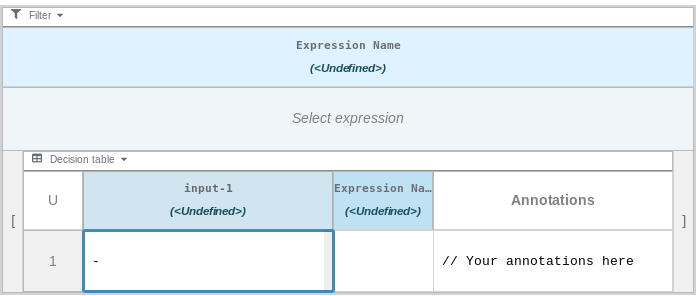 Filter
Expression Name
(<Undefined>)
Select expression
Decision table
U
input-1
(<Undefined>)
Expression Na…
(<Undefined>)
Annotations
[
]
1
-
// Your annotations here